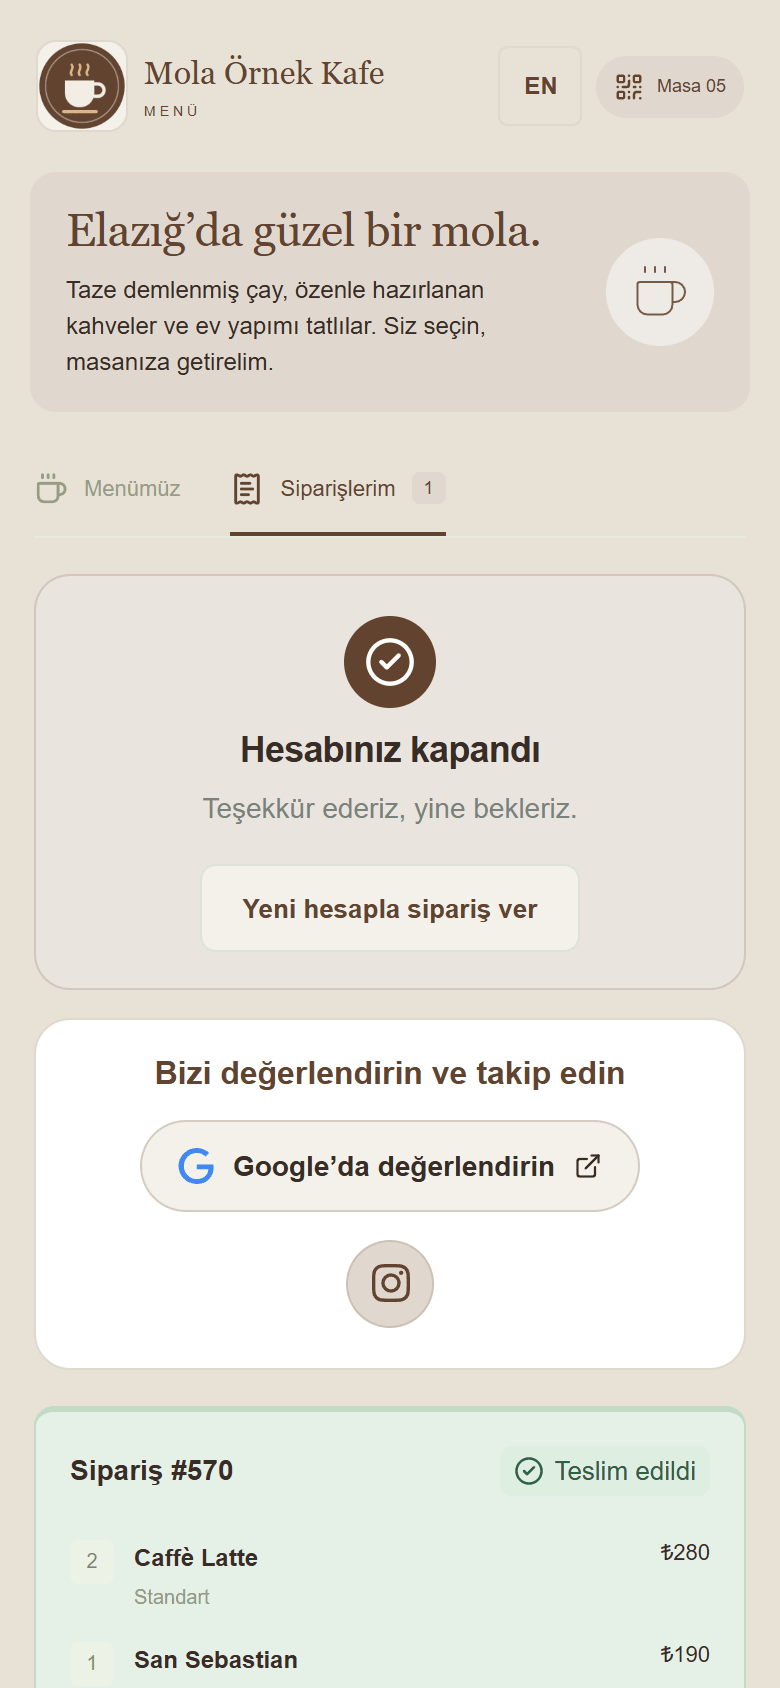 Mola Örnek Kafe
MENÜ
EN
Masa 05
Elazığ’da güzel bir mola.
Taze demlenmiş çay, özenle hazırlanan
kahveler ve ev yapımı tatlılar. Siz seçin,
masanıza getirelim.
Menümüz
Siparişlerim
1
Hesabınız kapandı
Teşekkür ederiz, yine bekleriz.
Yeni hesapla sipariş ver
Bizi değerlendirin ve takip edin
Google’da değerlendirin
Sipariş #570
Teslim edildi
2
Caffè Latte
₺280
Standart
1
San Sebastian
₺190